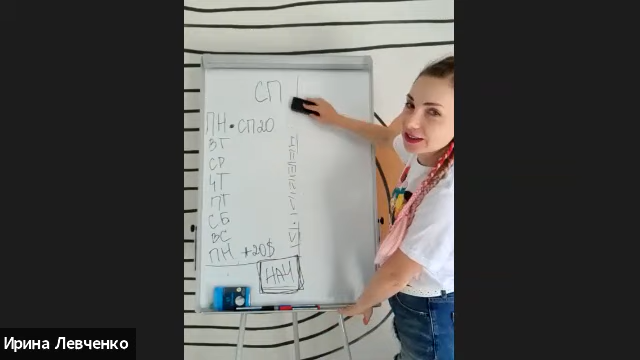 СП
ПН • СП20
ВТ
СР
ЧТ
ПТ
СБ
ВС
ПН +20$
НАЧ
Ирина Левченко